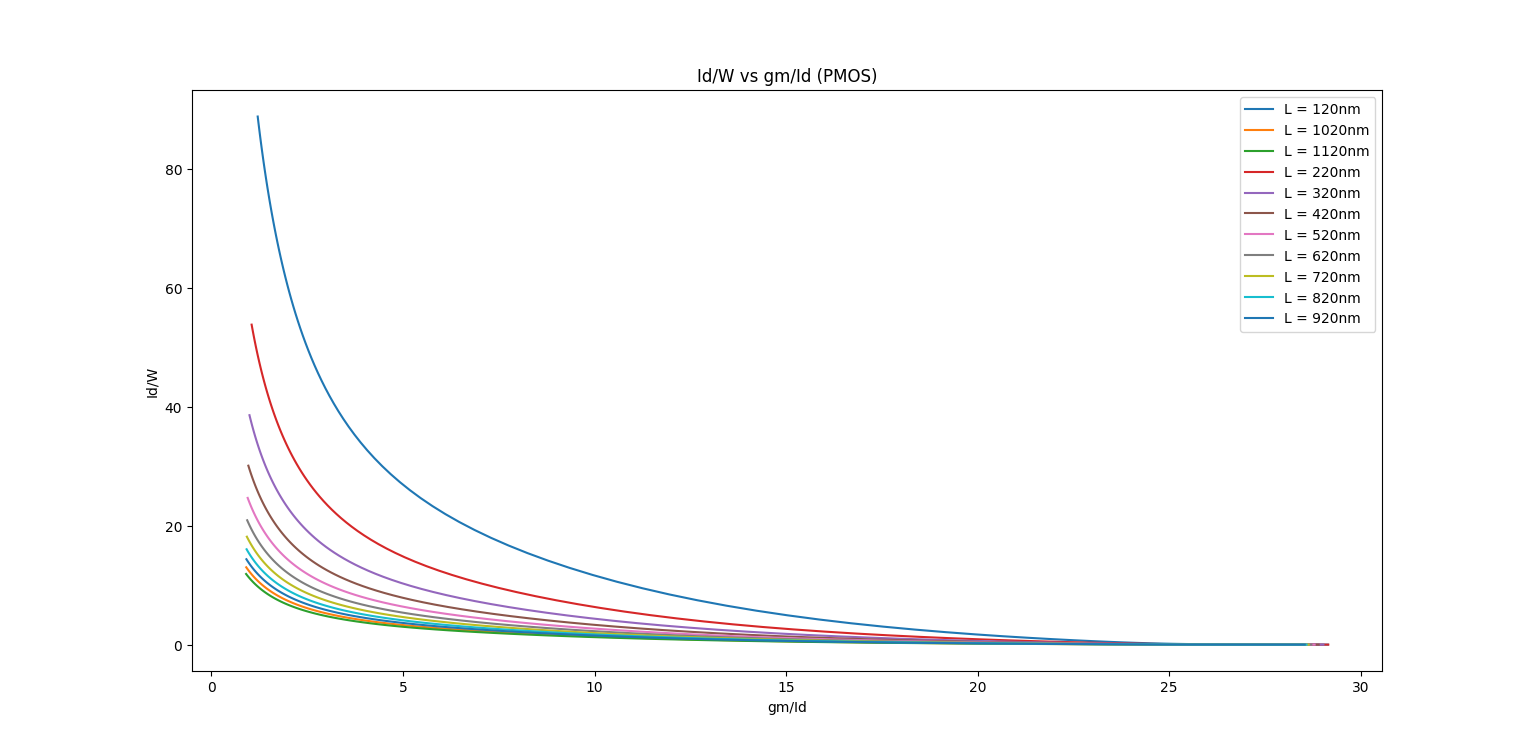 Id/W vs gm/Id (PMOS)
L = 120nm
L = 1020nm
L = 1120nm
L = 220nm
L = 320nm
L = 420nm
L = 520nm
L = 620nm
L = 720nm
L = 820nm
L = 920nm
Id/W
80
60
40
20
0
0 5 10 15 20 25 30
gm/Id